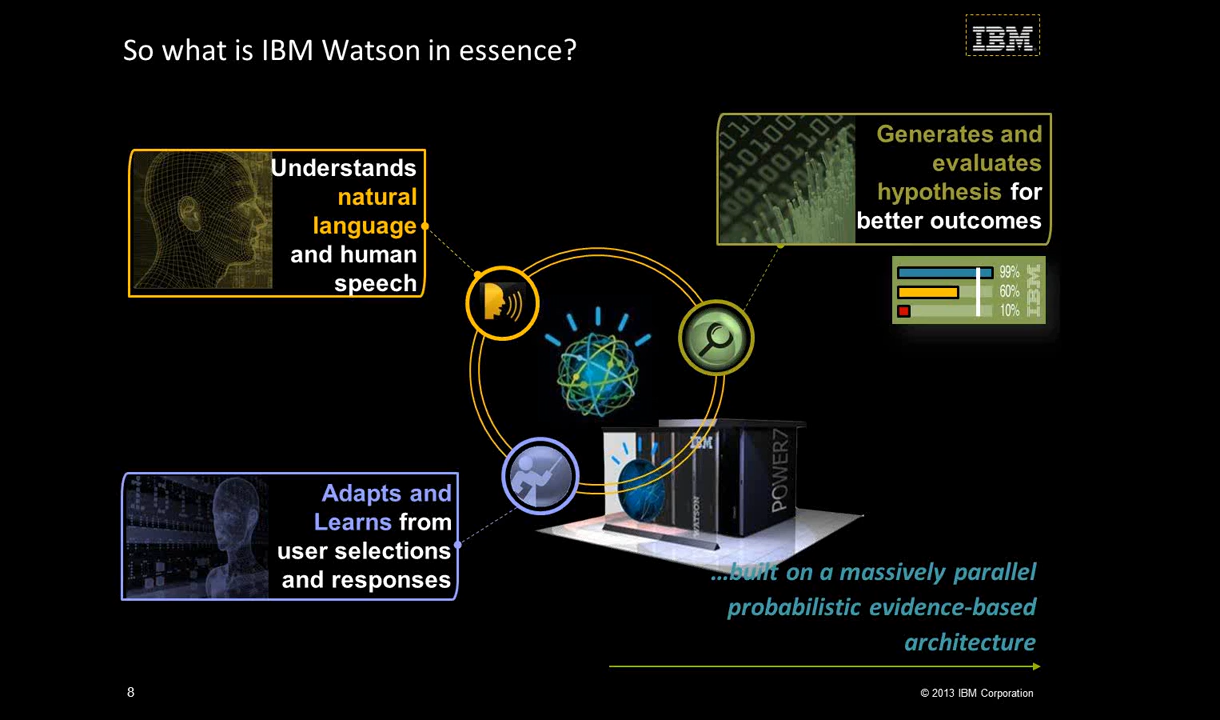 So what is IBM Watson in essence?
IBM
Understands
natural
language
and human
speech
Generates and
evaluates
hypothesis for
better outcomes
99%
60%
10%
IBM
IBM
POWER7
WATSON
Adapts and
Learns from
user selections
and responses
...built on a massively parallel
probabilistic evidence-based
architecture
8
© 2013 IBM Corporation